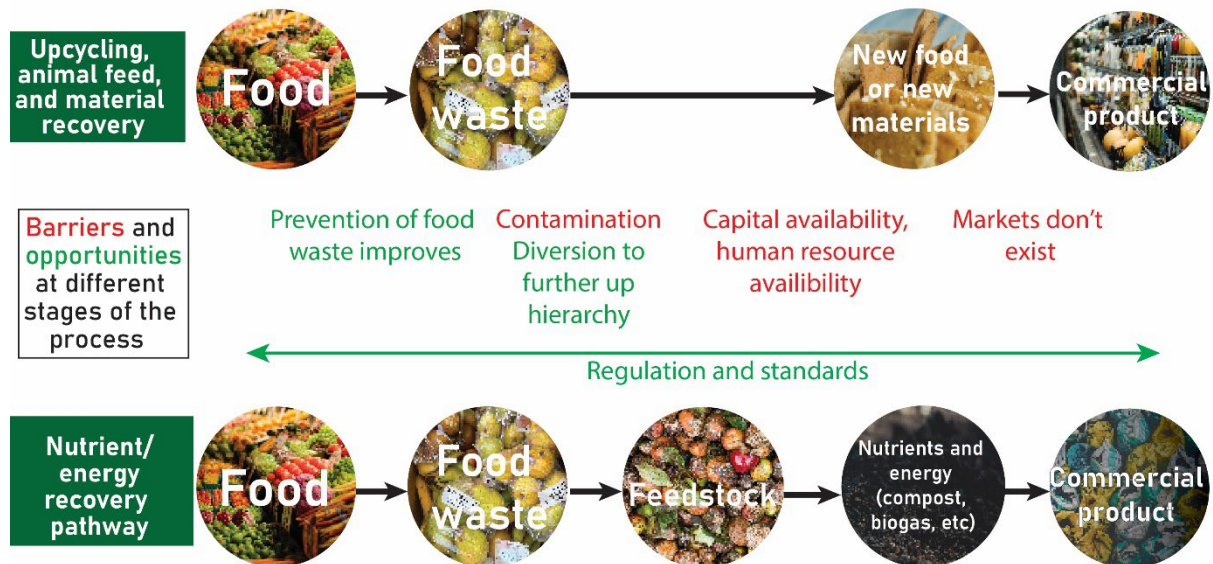 Upcycling,
animal feed,
and material
recovery
Food
Food
waste
New food
or new
materials
Commercial
product
Barriers and
opportunities
at different
stages of the
process
Prevention of food
waste improves
Contamination
Diversion to
further up
hierarchy
Capital availability,
human resource
availibility
Markets don't
exist
Regulation and standards
Nutrient/
energy
recovery
pathway
Food
Food
waste
Feedstock
Nutrients and
energy
(compost,
biogas, etc)
Commercial
product